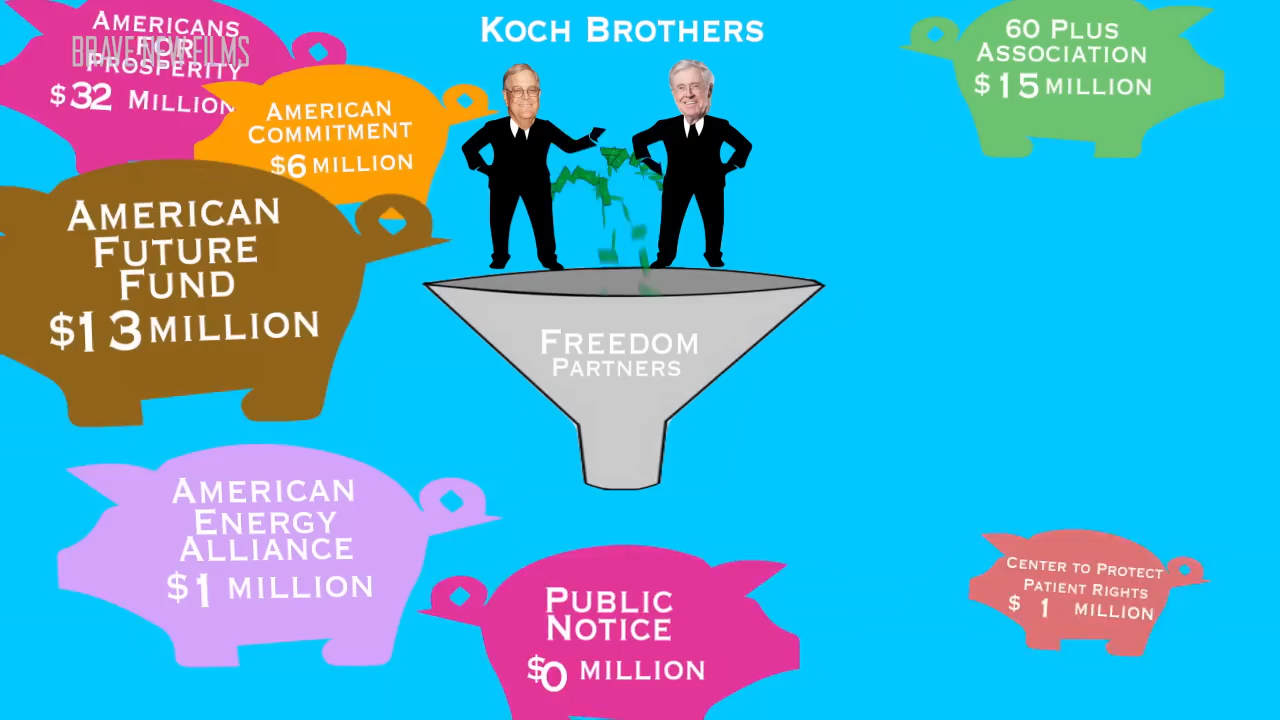 AMERICANS
FOR
PROSPERITY
$32 MILLION
BRAVE NEW FILMS
KOCH BROTHERS
60 PLUS
ASSOCIATION
$15 MILLION
AMERICAN
COMMITMENT
$6 MILLION
AMERICAN
FUTURE
FUND
$13 MILLION
FREEDOM
PARTNERS
AMERICAN
ENERGY
ALLIANCE
$1 MILLION
PUBLIC
NOTICE
$0 MILLION
CENTER TO PROTECT
PATIENT RIGHTS
$ 1 MILLION